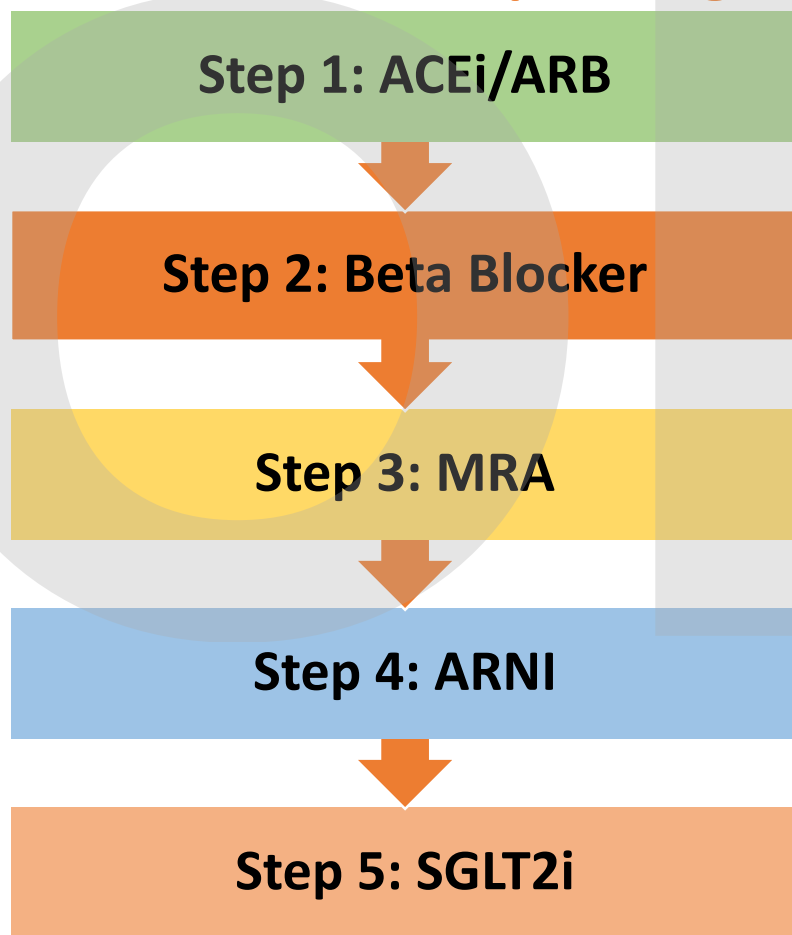 Step 1: ACEi/ARB
Step 2: Beta Blocker
Step 3: MRA
Step 4: ARNI
Step 5: SGLT2i